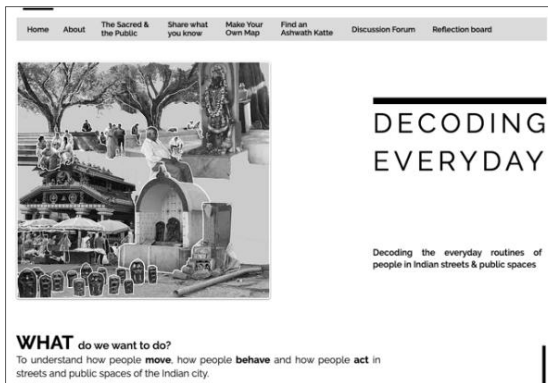 Home
About
The Sacred &
the Public
Share what
you know
Make Your
Own Map
Find an
Ashwath Katte
Discussion Forum
Reflection board
DECODING
EVERYDAY
Decoding the everyday routines of
people in Indian streets & public spaces
WHAT do we want to do?
To understand how people move, how people behave and how people act in
streets and public spaces of the Indian city.